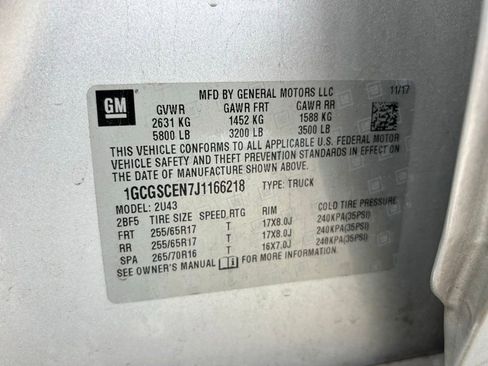 GM
MFD BY GENERAL MOTORS LLC 11/17
GVWR GAWR FRT GAWR RR
2631 KG 1452 KG 1588 KG
5800 LB 3200 LB 3500 LB
THIS VEHICLE CONFORMS TO ALL APPLICABLE U.S. FEDERAL MOTOR
VEHICLE SAFETY AND THEFT PREVENTION STANDARDS IN EFFECT ON THE
DATE OF MANUFACTURE SHOWN ABOVE.
1GCGSCEN7J1166218 TYPE: TRUCK
MODEL: 2U43
2BF5 TIRE SIZE SPEED RTG RIM COLD TIRE PRESSURE
FRT 255/65R17 T 17X8.0J 240KPA(35PSI)
RR 255/65R17 T 17X8.0J 240KPA(35PSI)
SPA 265/70R16 T 16X7.0J 240KPA(35PSI)
SEE OWNER'S MANUAL FOR MORE INFORMATION.